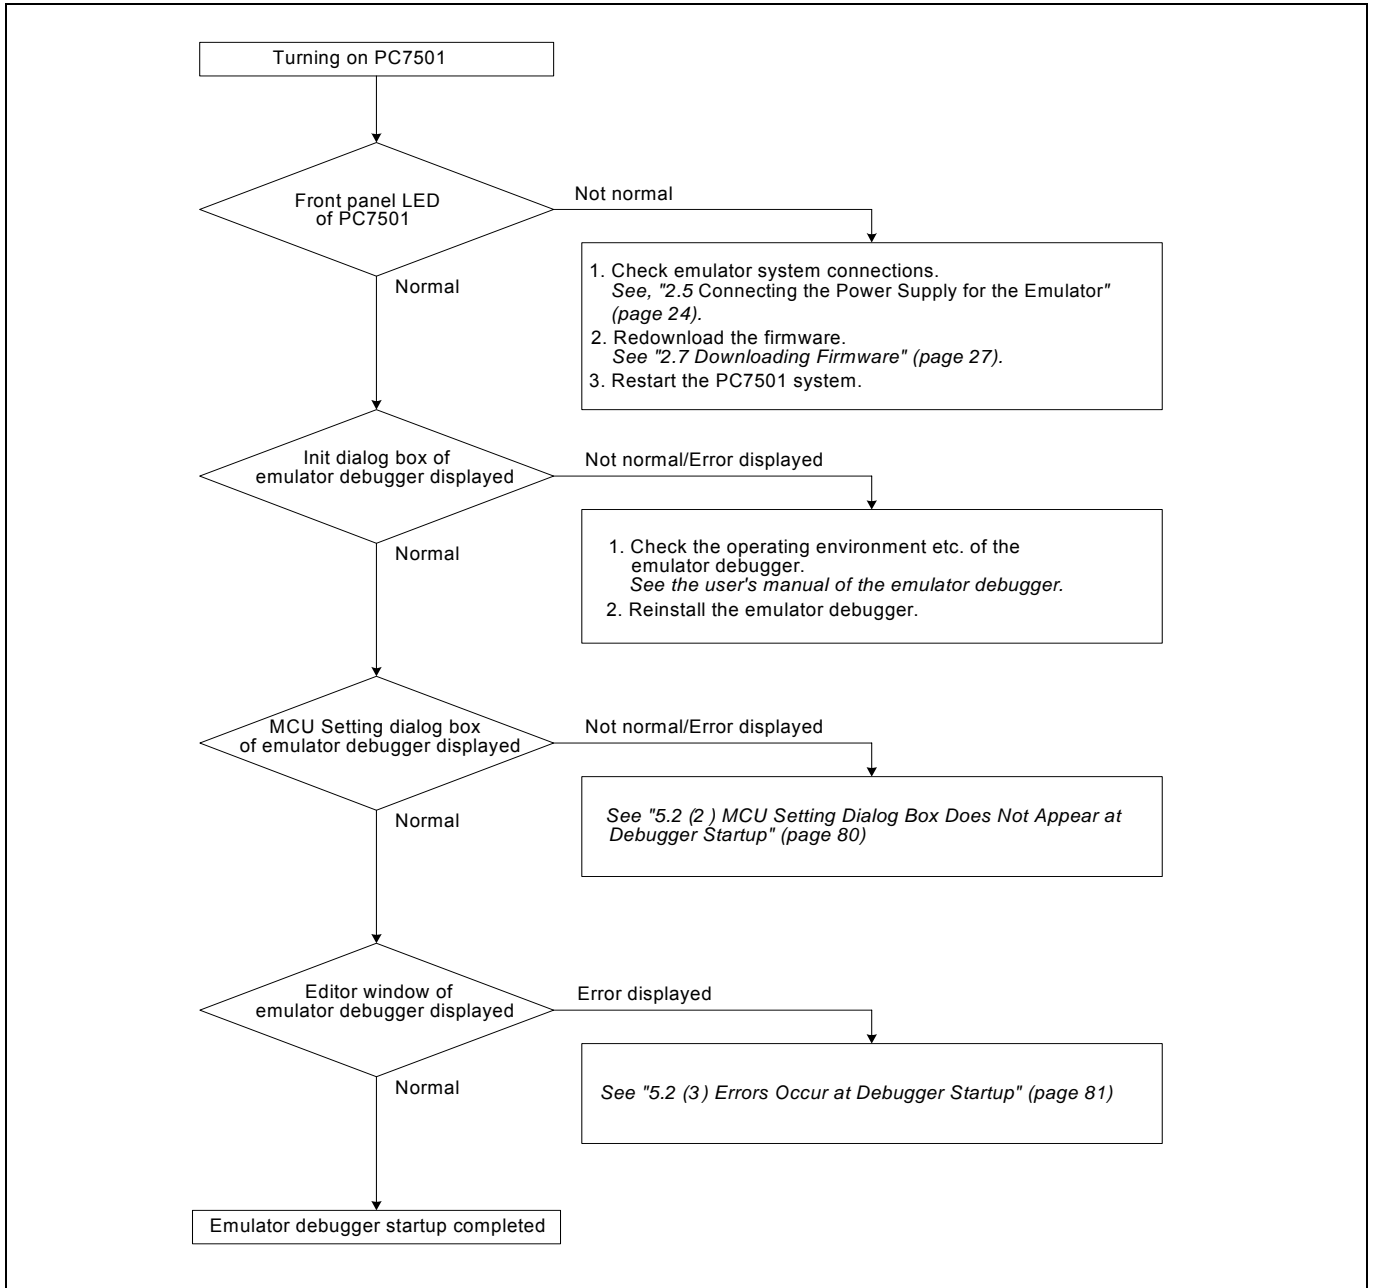 Turning on PC7501
Front panel LED
of PC7501
Not normal
Normal
1. Check emulator system connections.
See, "2.5 Connecting the Power Supply for the Emulator"
(page 24).
2. Redownload the firmware.
See "2.7 Downloading Firmware" (page 27).
3. Restart the PC7501 system.
Init dialog box of
emulator debugger displayed
Not normal/Error displayed
Normal
1. Check the operating environment etc. of the
emulator debugger.
See the user's manual of the emulator debugger.
2. Reinstall the emulator debugger.
MCU Setting dialog box
of emulator debugger displayed
Not normal/Error displayed
Normal
See "5.2 (2 ) MCU Setting Dialog Box Does Not Appear at
Debugger Startup" (page 80)
Editor window of
emulator debugger displayed
Error displayed
Normal
See "5.2 (3 ) Errors Occur at Debugger Startup" (page 81)
Emulator debugger startup completed